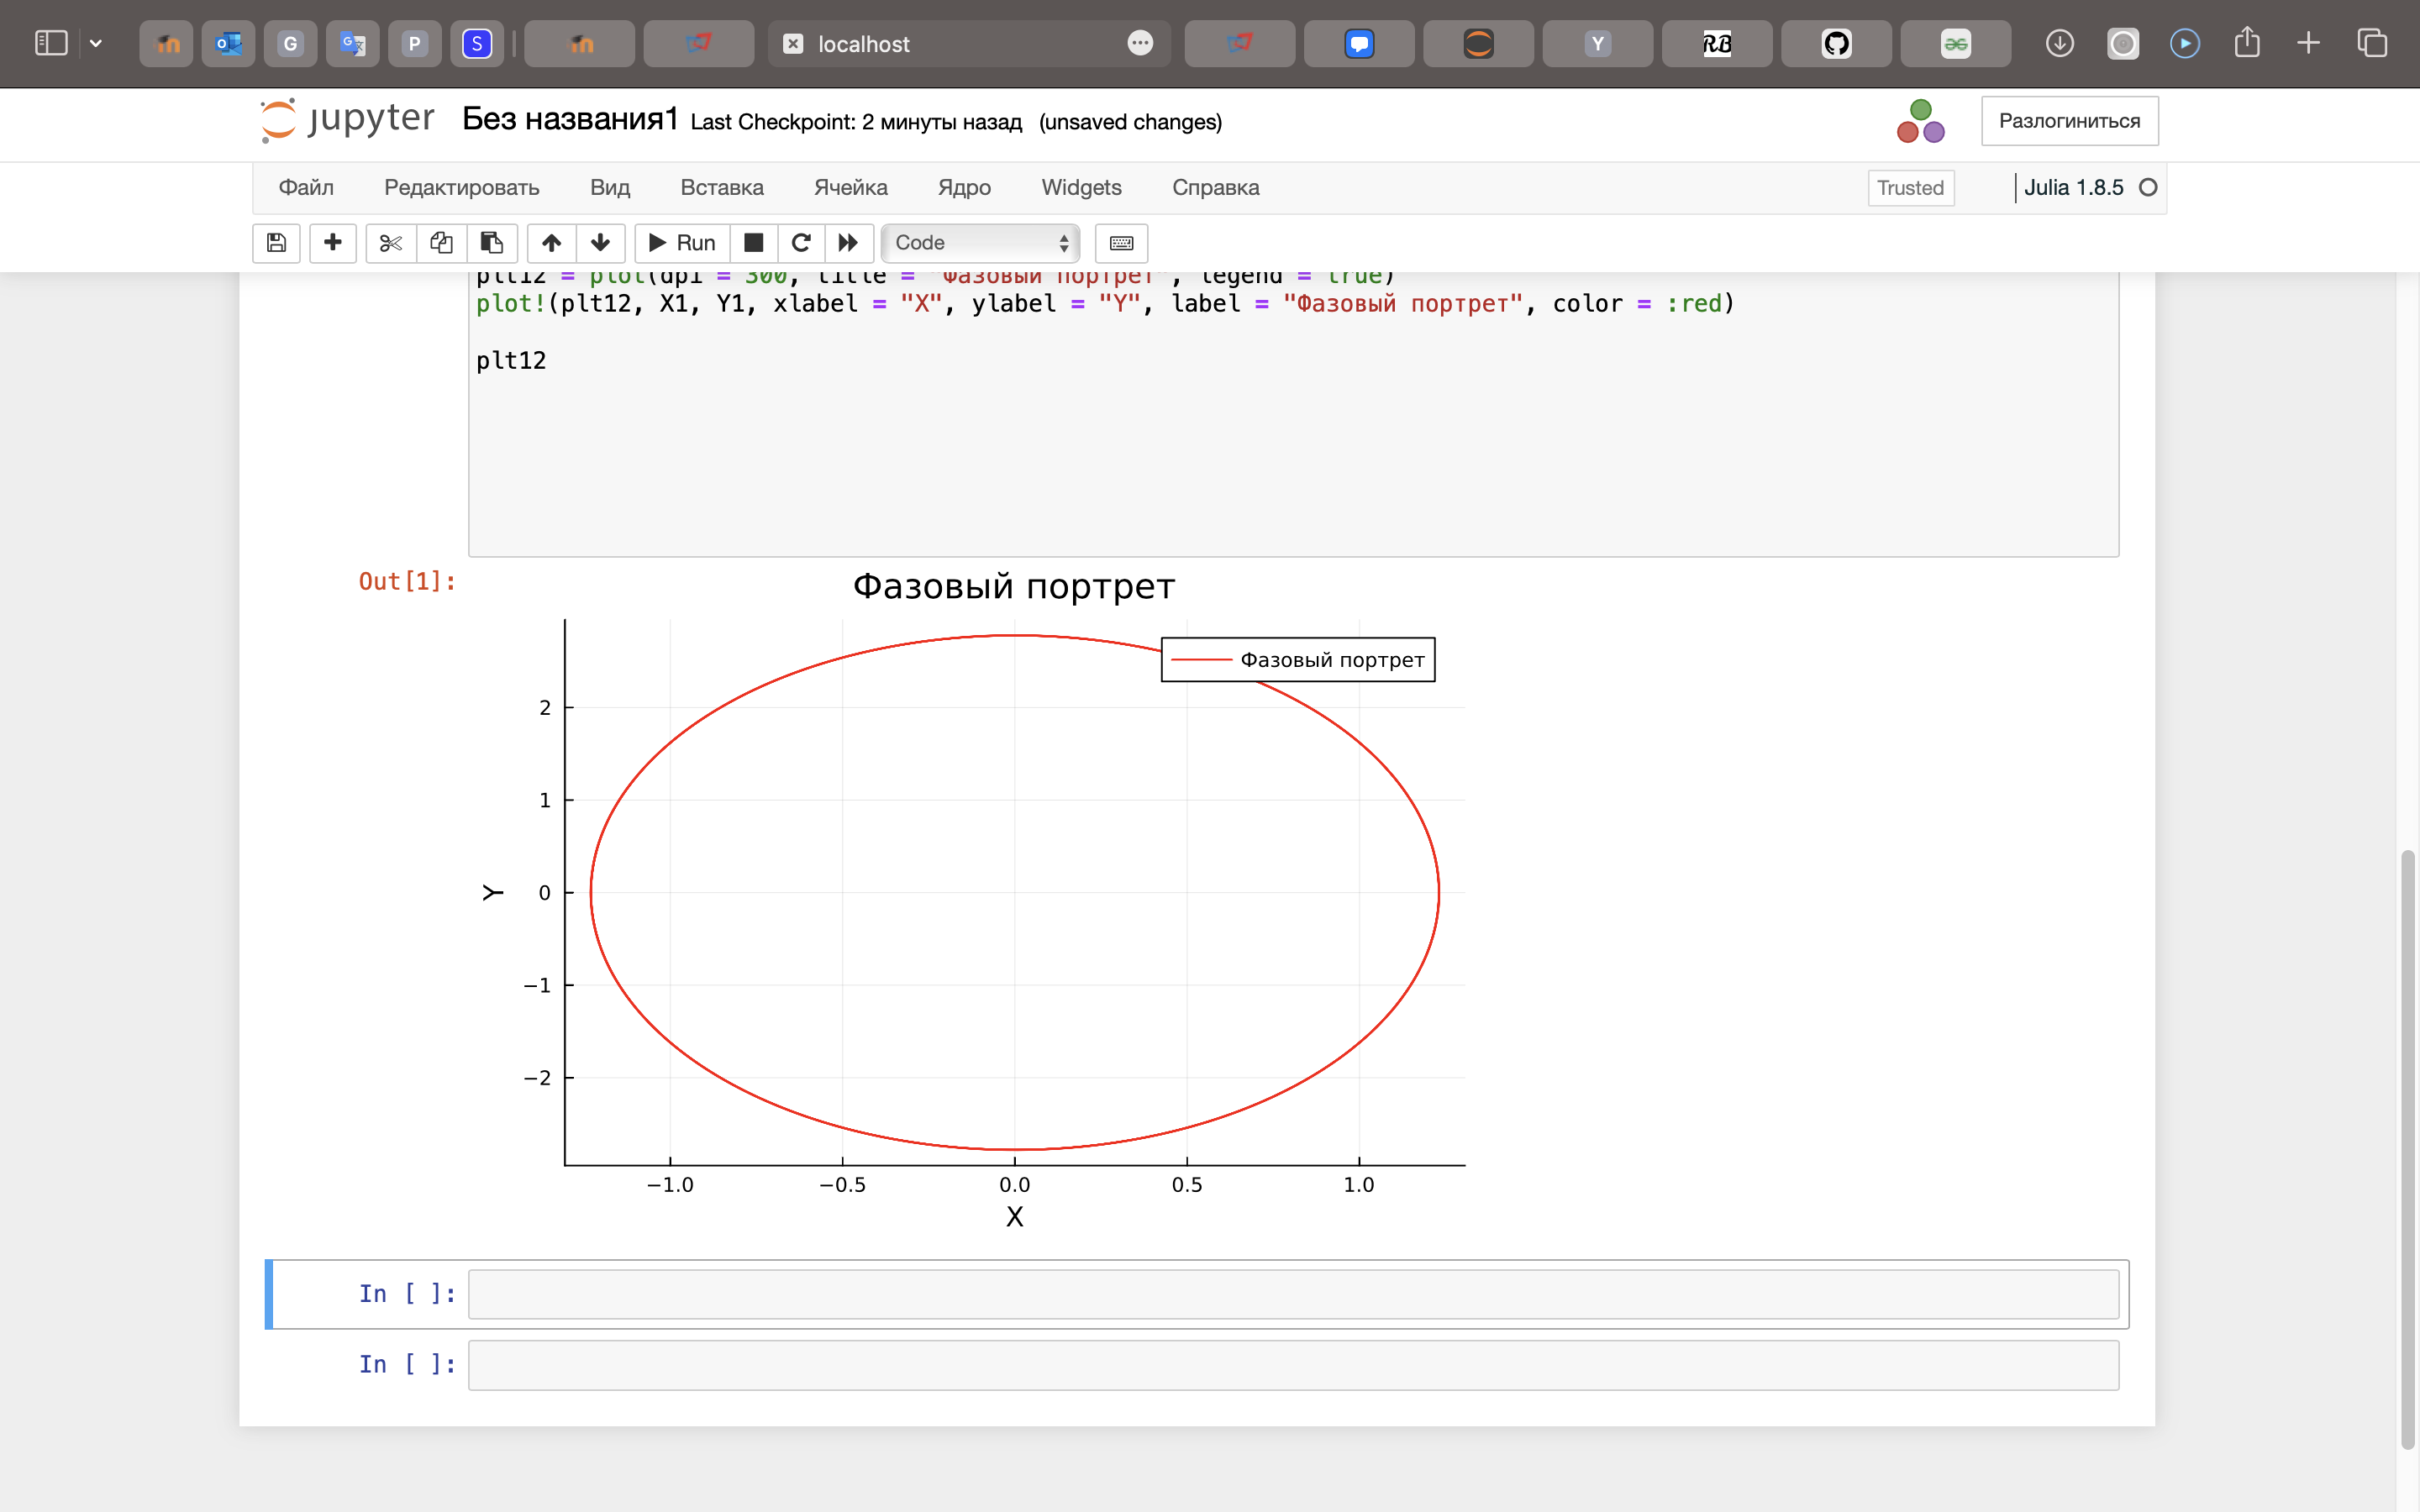 G
P
S
localhost
Y
RB
jupyter Без названия1 Last Checkpoint: 2 минуты назад (unsaved changes)
Разлогиниться
Файл Редактировать Вид Вставка Ячейка Ядро Widgets Справка Trusted Julia 1.8.5
Run Code
plt12 = plot(dpi = 300, title = "Фазовый портрет", legend = true)
plot!(plt12, X1, Y1, xlabel = "X", ylabel = "Y", label = "Фазовый портрет", color = :red)
plt12
Out[1]:
Фазовый портрет
Фазовый портрет
2
1
0
−1
−2
Y
−1.0 −0.5 0.0 0.5 1.0
X
In [ ]:
In [ ]: